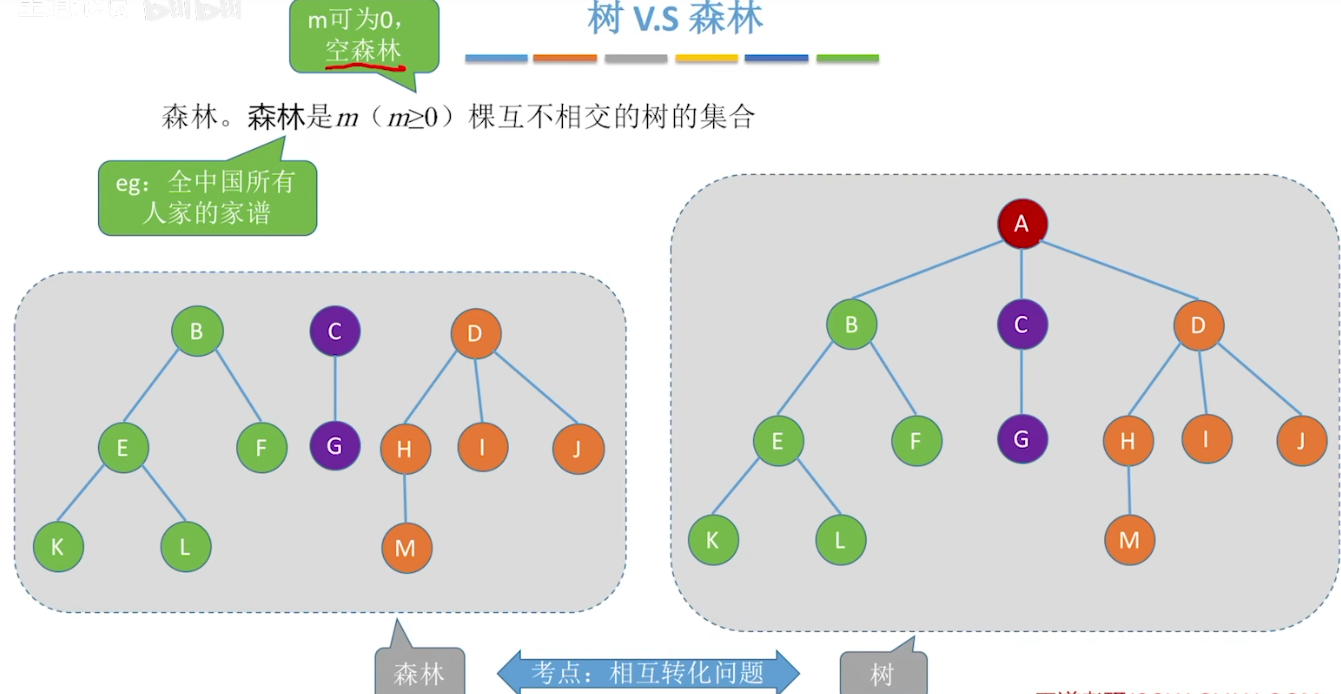 m可为0，
空森林
树 V.S 森林
森林。森林是m（m≥0）棵互不相交的树的集合
eg：全中国所有
人家的家谱
A
B C D
B C D
E F G H I J
E F G H I J
K L M
K L M
森林
考点：相互转化问题
树